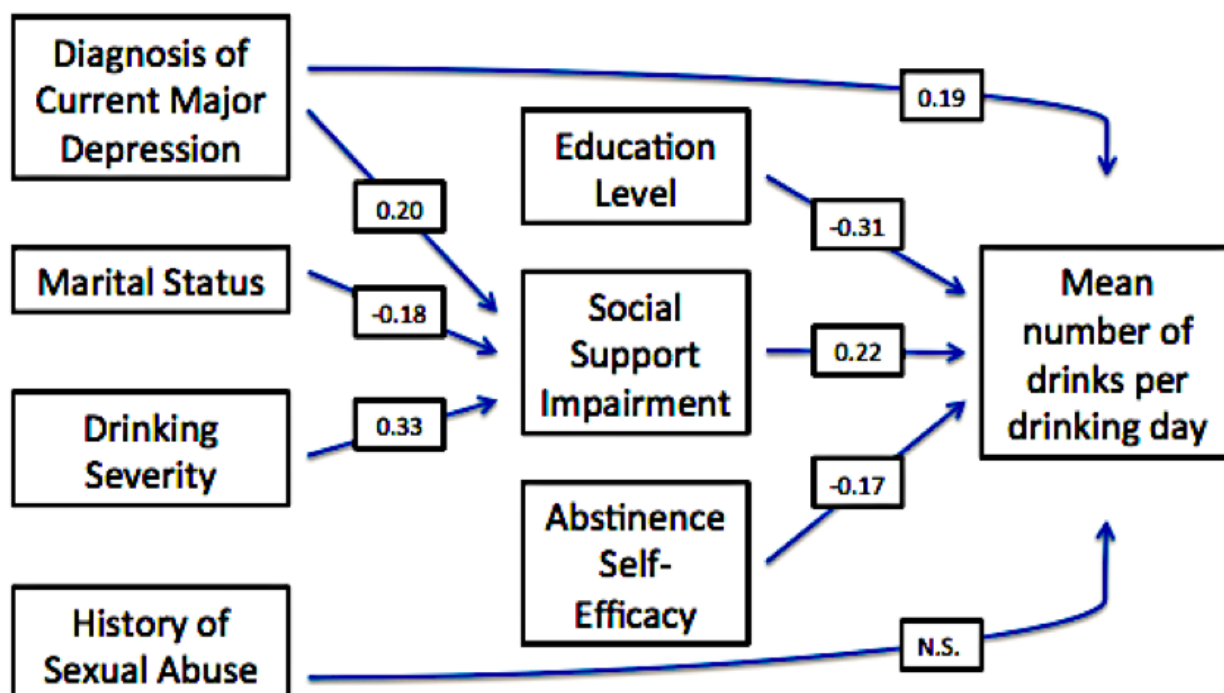 Diagnosis of
Current Major
Depression
0.19
Education
Level
0.20
-0.31
Marital Status
-0.18
Social
Support
Impairment
0.22
Mean
number of
drinks per
drinking day
Drinking
Severity
0.33
-0.17
Abstinence
Self-
Efficacy
History of
Sexual Abuse
N.S.